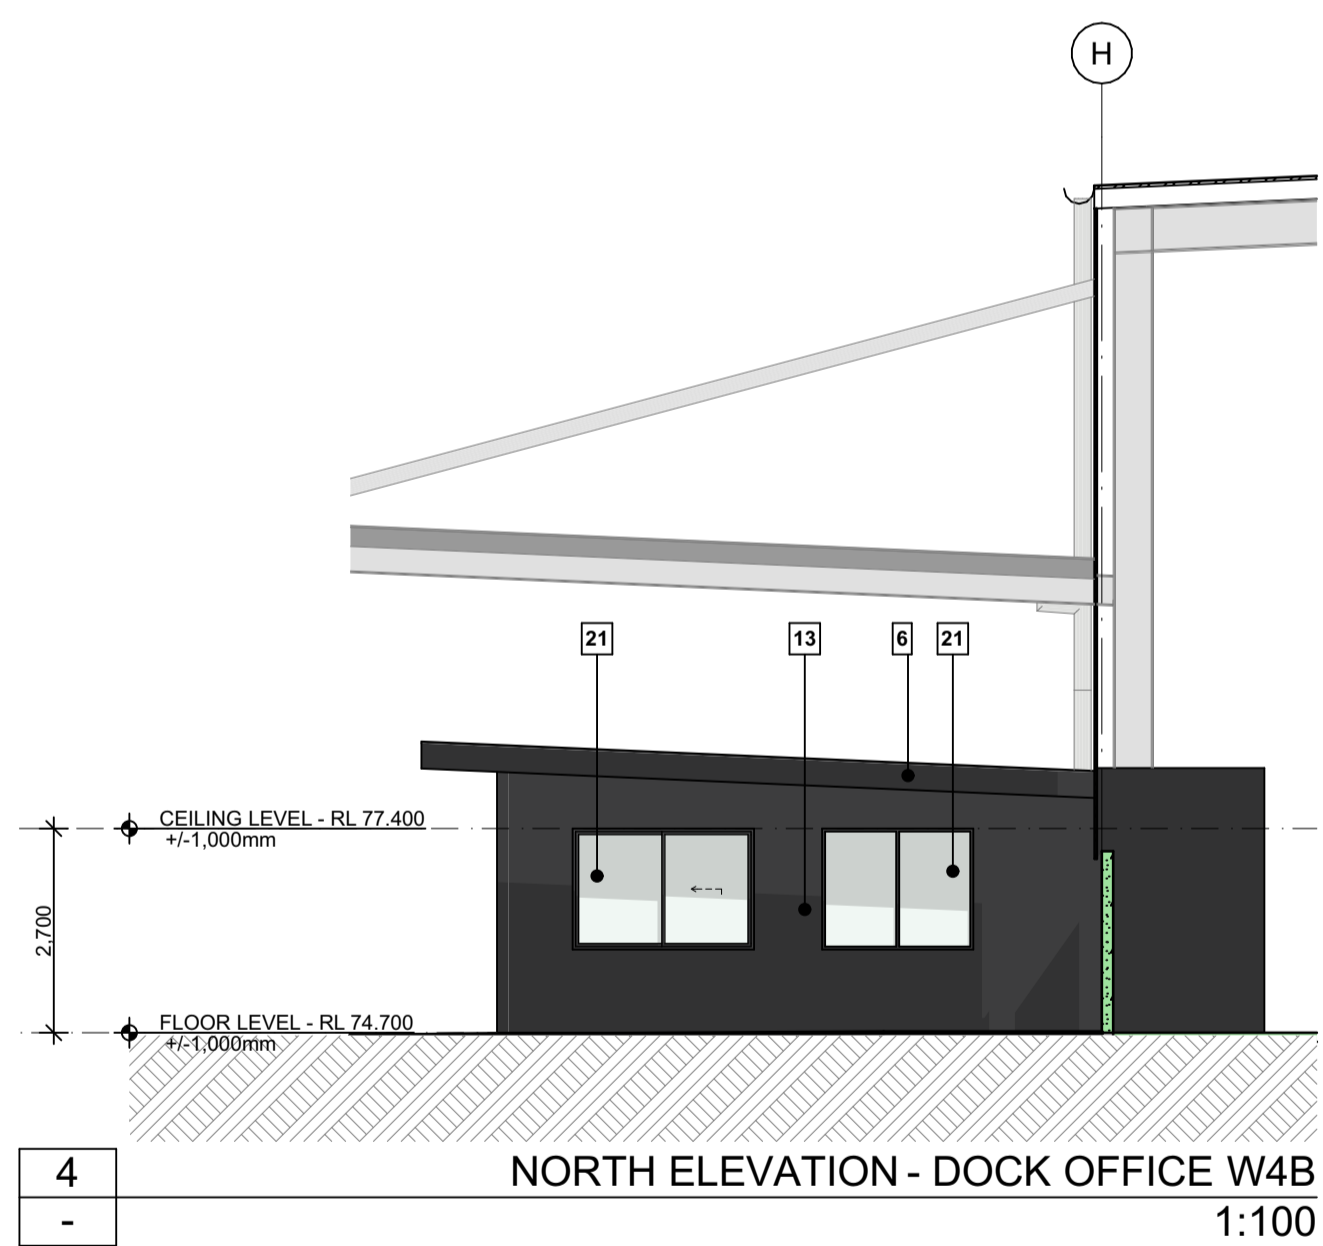 H
21
13
6
21
CEILING LEVEL - RL 77.400
+/-1,000mm
2,700
FLOOR LEVEL - RL 74.700
+/-1,000mm
4
NORTH ELEVATION - DOCK OFFICE W4B
-
1:100